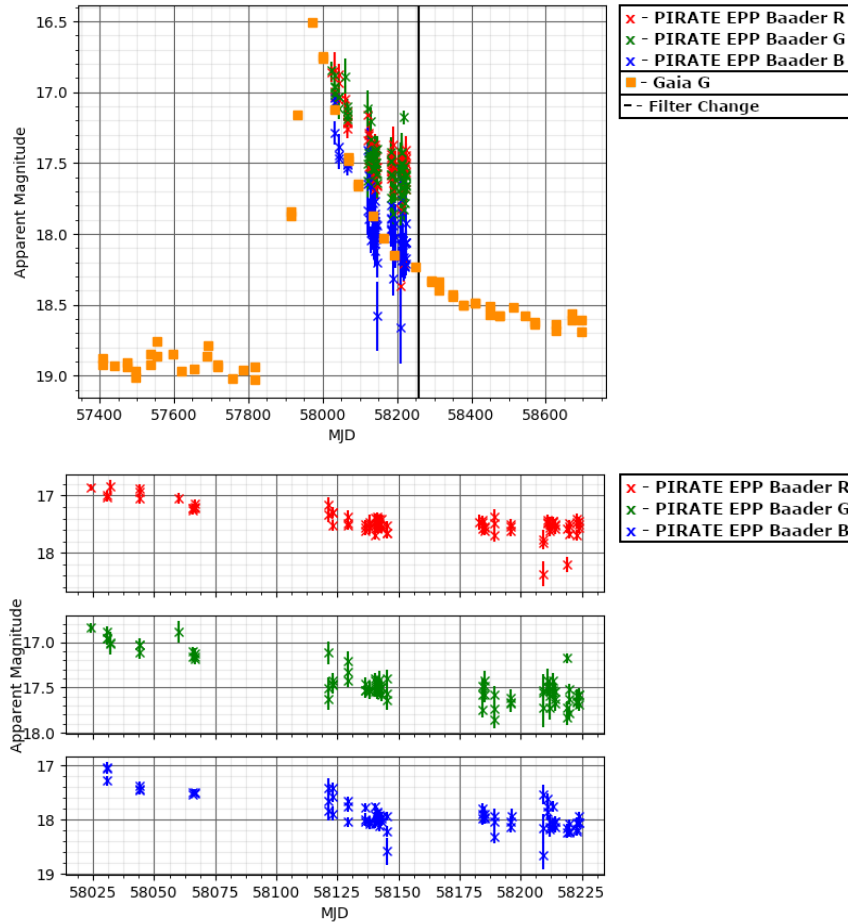 16.5
17.0
17.5
18.0
18.5
19.0
Apparent Magnitude
57400 57600 57800 58000 58200 58400 58600
MJD
x - PIRATE EPP Baader R
x - PIRATE EPP Baader G
x - PIRATE EPP Baader B
- Gaia G
- Filter Change
17
18
17.0
17.5
18.0
17
18
19
Apparent Magnitude
58025 58050 58075 58100 58125 58150 58175 58200 58225
MJD
x - PIRATE EPP Baader R
x - PIRATE EPP Baader G
x - PIRATE EPP Baader B